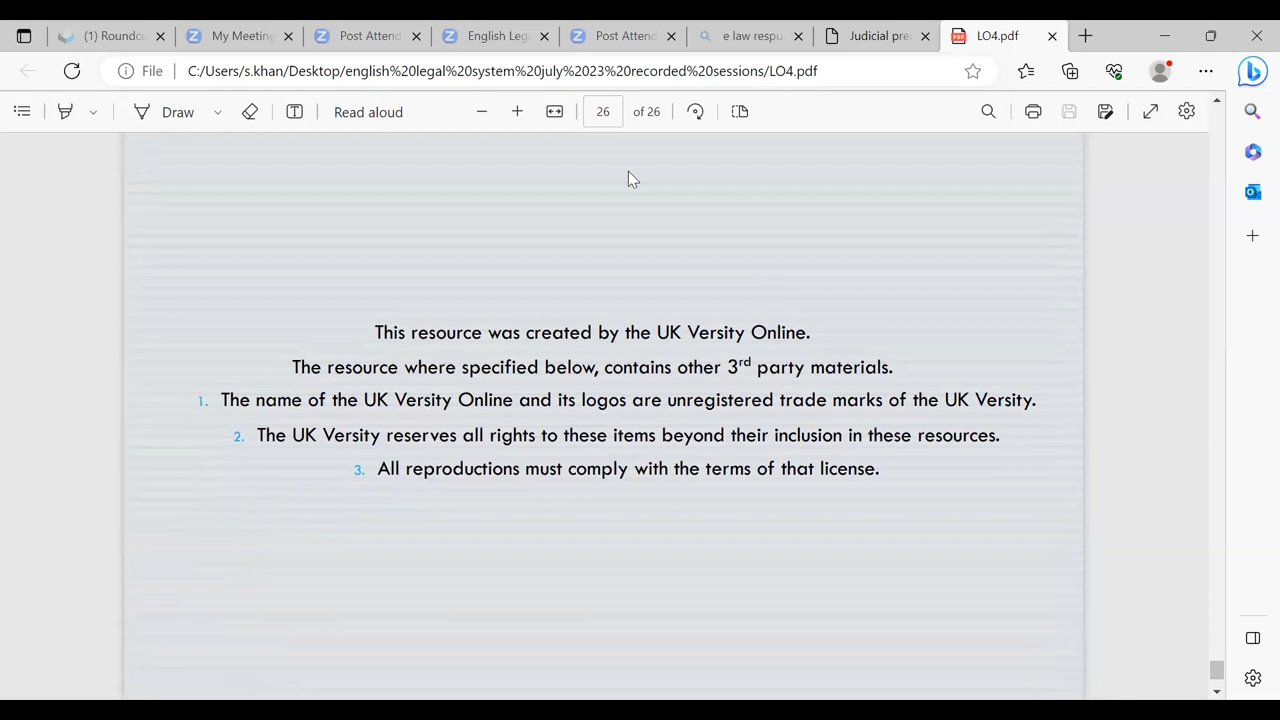 (1) Roundcu
My Meeting
Post Attend
English Leg
Post Attend
e law respu
Judicial pre
LO4.pdf
File
C:/Users/s.khan/Desktop/english%20legal%20system%20july%2023%20recorded%20sessions/LO4.pdf
Draw
Read aloud
26
of 26
This resource was created by the UK Versity Online.
The resource where specified below, contains other 3rd party materials.
1. The name of the UK Versity Online and its logos are unregistered trade marks of the UK Versity.
2. The UK Versity reserves all rights to these items beyond their inclusion in these resources.
3. All reproductions must comply with the terms of that license.